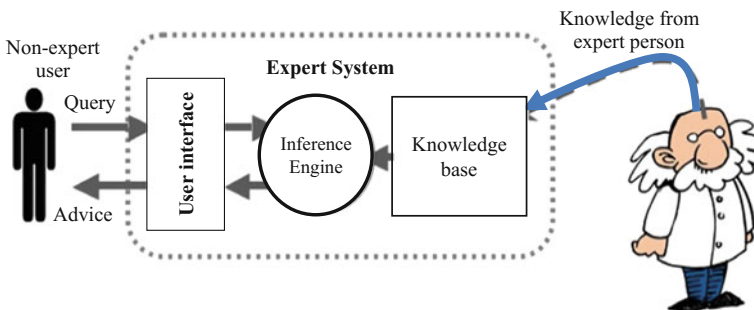 Knowledge from
expert person
Non-expert
user
Expert System
Query
User interface
Inference
Engine
Knowledge
base
Advice